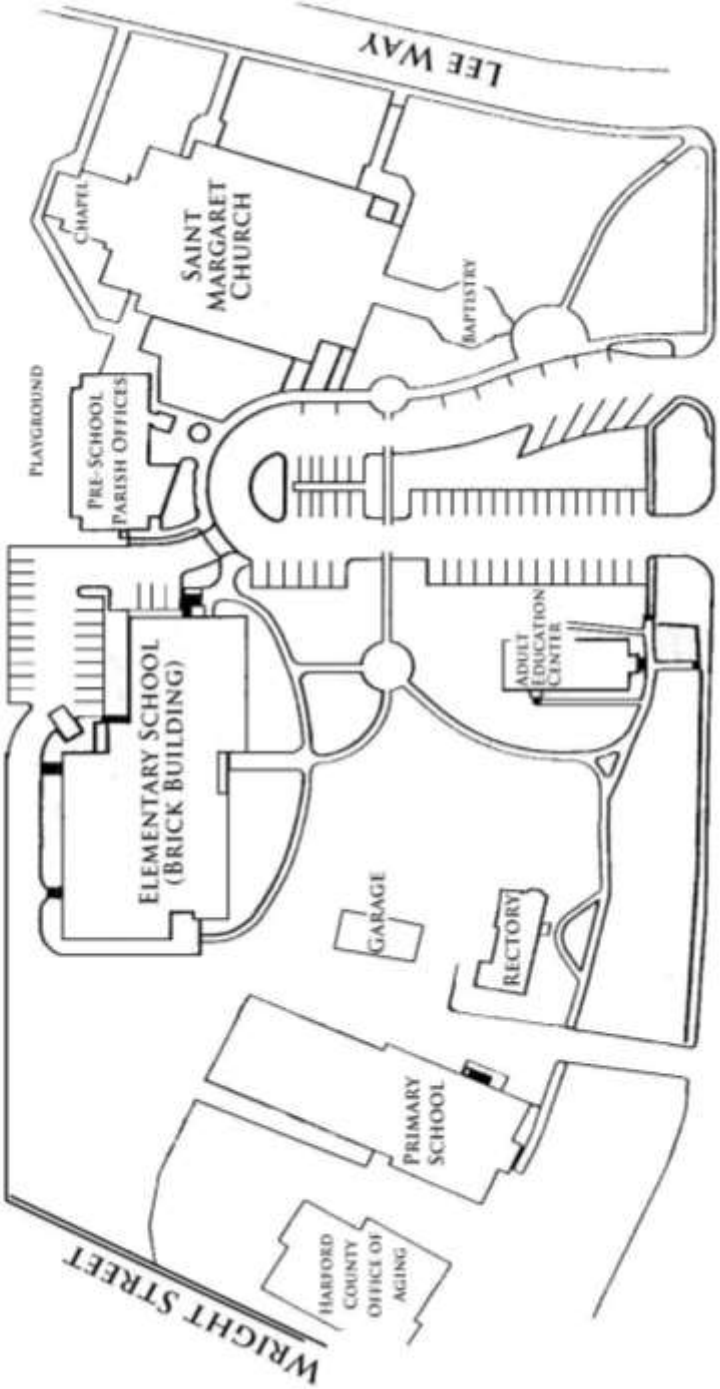 LEE WAY
CHAPEL
SAINT
MARGARET
CHURCH
BAPTISTRY
PLAYGROUND
PRE-SCHOOL
PARISH OFFICES
ELEMENTARY SCHOOL
(BRICK BUILDING)
ADULT
EDUCATION
CENTER
GARAGE
RECTORY
PRIMARY
SCHOOL
HARFORD
COUNTY
OFFICE OF
AGING
WRIGHT STREET